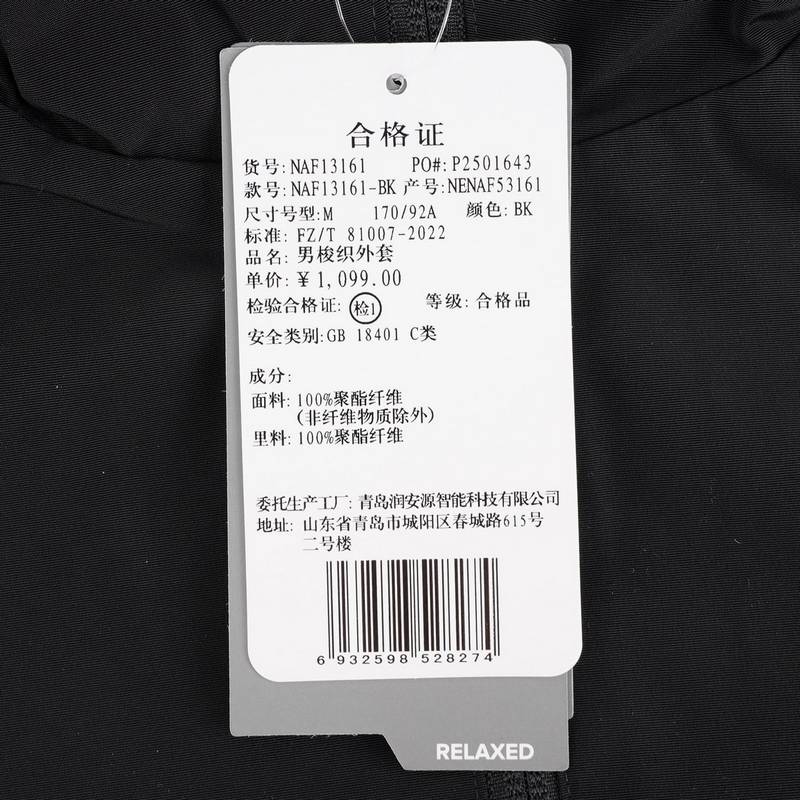 合格证
货号: NAF13161 PO#: P2501643
款号: NAF13161-BK 产号: NENAF53161
尺寸号型: M 170/92A 颜色: BK
标准: FZ/T 81007-2022
品名: 男梭织外套
单价: ¥1,099.00
检验合格证: 检1 等级: 合格品
安全类别: GB 18401 C类
成分:
面料: 100%聚酯纤维
(非纤维物质除外)
里料: 100%聚酯纤维
委托生产工厂: 青岛润安源智能科技有限公司
地址: 山东省青岛市城阳区春城路615号
二号楼
6 932598 528274
RELAXED